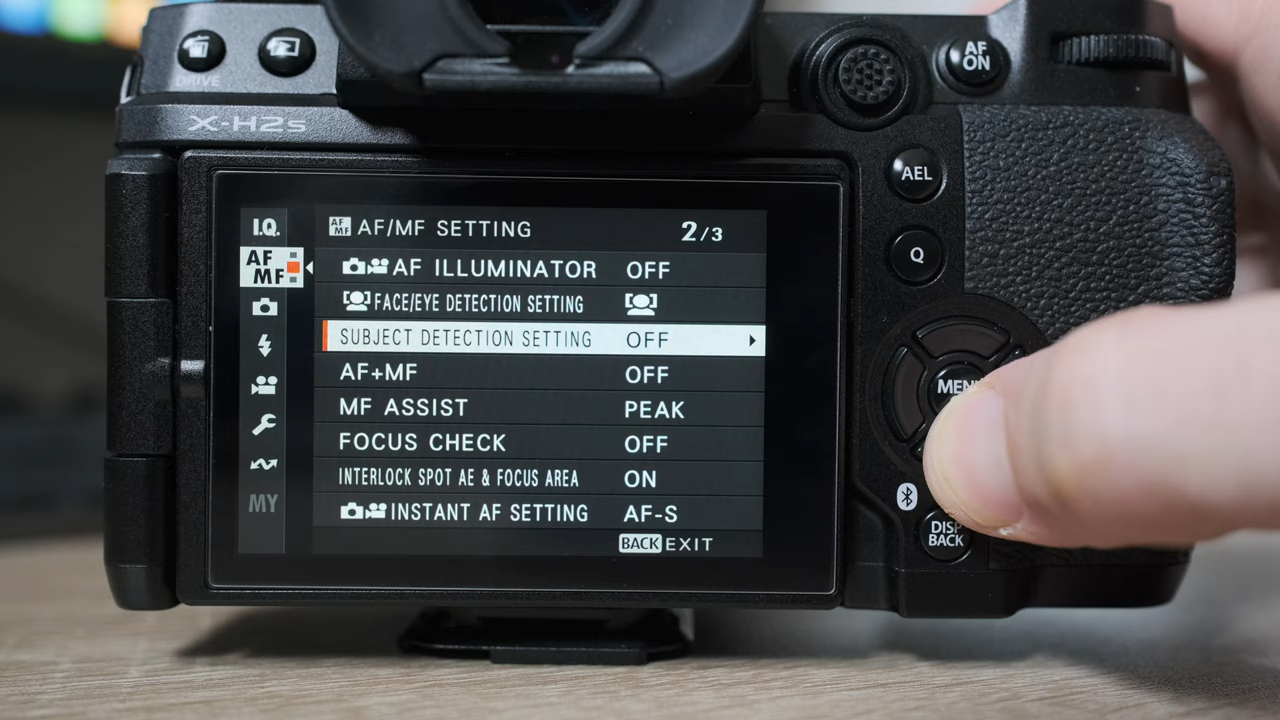 DRIVE
AF
ON
X-H2S
AEL
Q
MENU
DISP
BACK
I.Q.
AF
MF
MY
AF
MF AF/MF SETTING 2/3
AF ILLUMINATOR OFF
FACE/EYE DETECTION SETTING
SUBJECT DETECTION SETTING OFF
AF+MF OFF
MF ASSIST PEAK
FOCUS CHECK OFF
INTERLOCK SPOT AE & FOCUS AREA ON
INSTANT AF SETTING AF-S
BACK EXIT